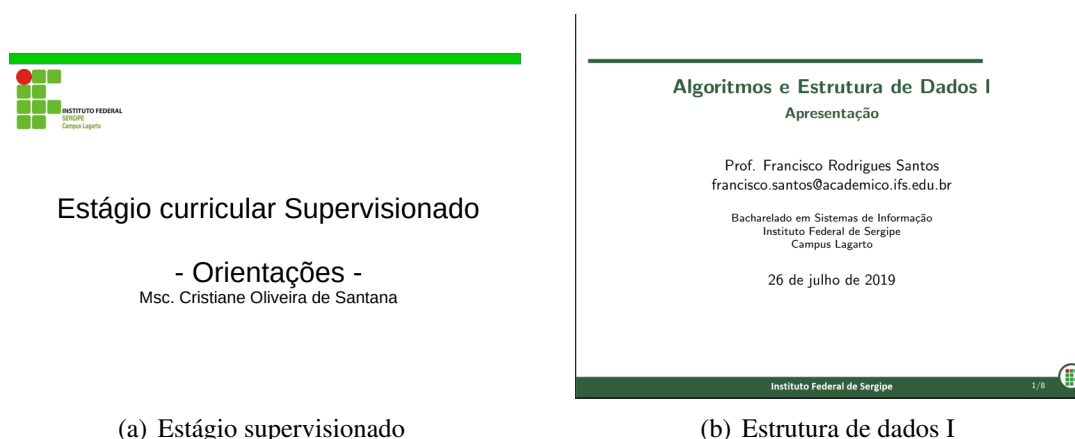 INSTITUTO FEDERAL
SERGIPE
Campus Lagarto
Estágio curricular Supervisionado
- Orientações -
Msc. Cristiane Oliveira de Santana
(a) Estágio supervisionado
Algoritmos e Estrutura de Dados I
Apresentação
Prof. Francisco Rodrigues Santos
francisco.santos@academico.ifs.edu.br
Bacharelado em Sistemas de Informação
Instituto Federal de Sergipe
Campus Lagarto
26 de julho de 2019
Instituto Federal de Sergipe
1/8
(b) Estrutura de dados I